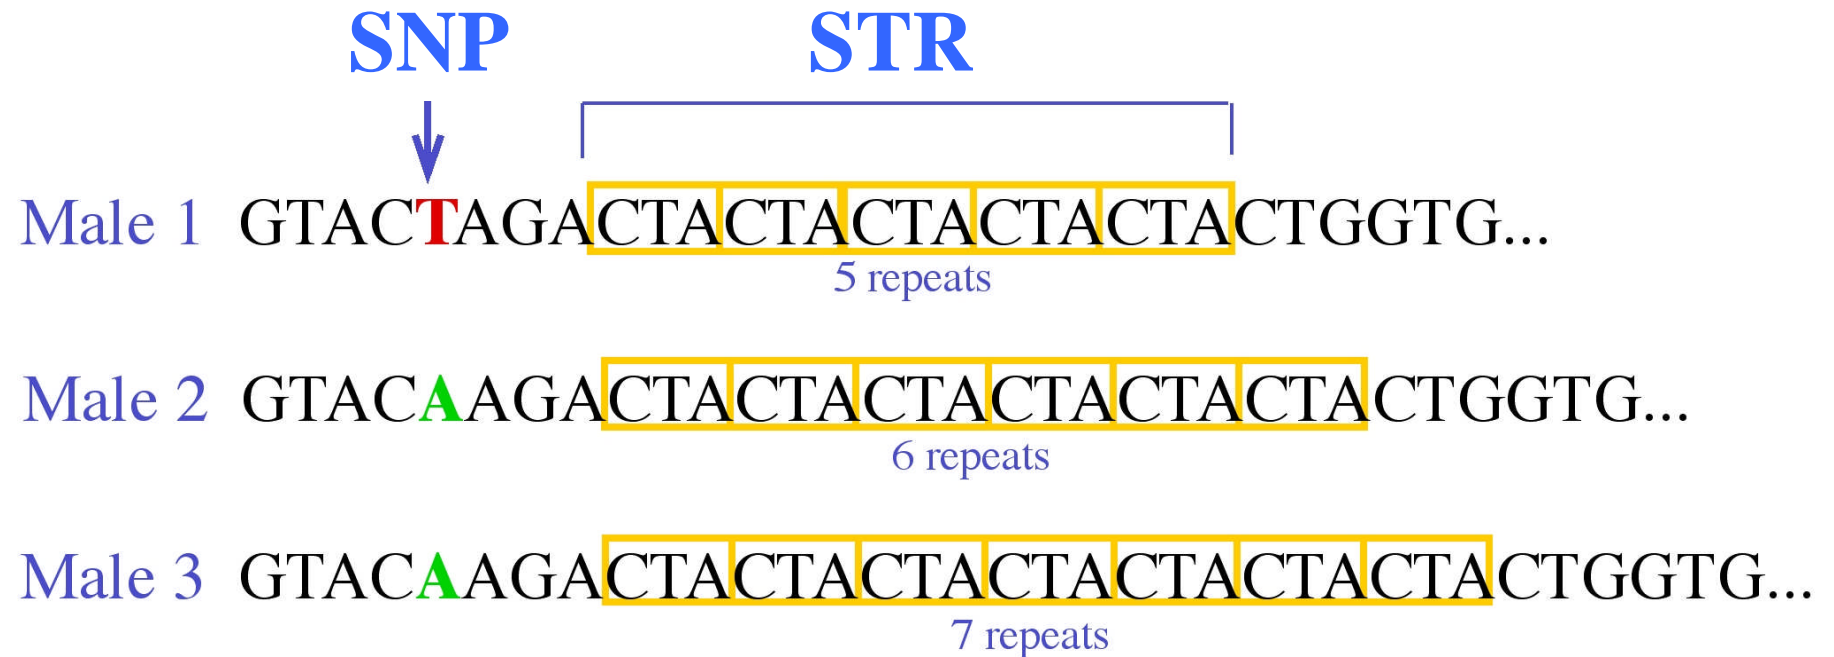 SNP STR
Male 1 GTACTAGACTACTACTACTACTACTGGTG...
5 repeats
Male 2 GTACAAGACTACTACTACTACTACTACTGGTG...
6 repeats
Male 3 GTACAAGACTACTACTACTACTACTACTACTGGTG...
7 repeats